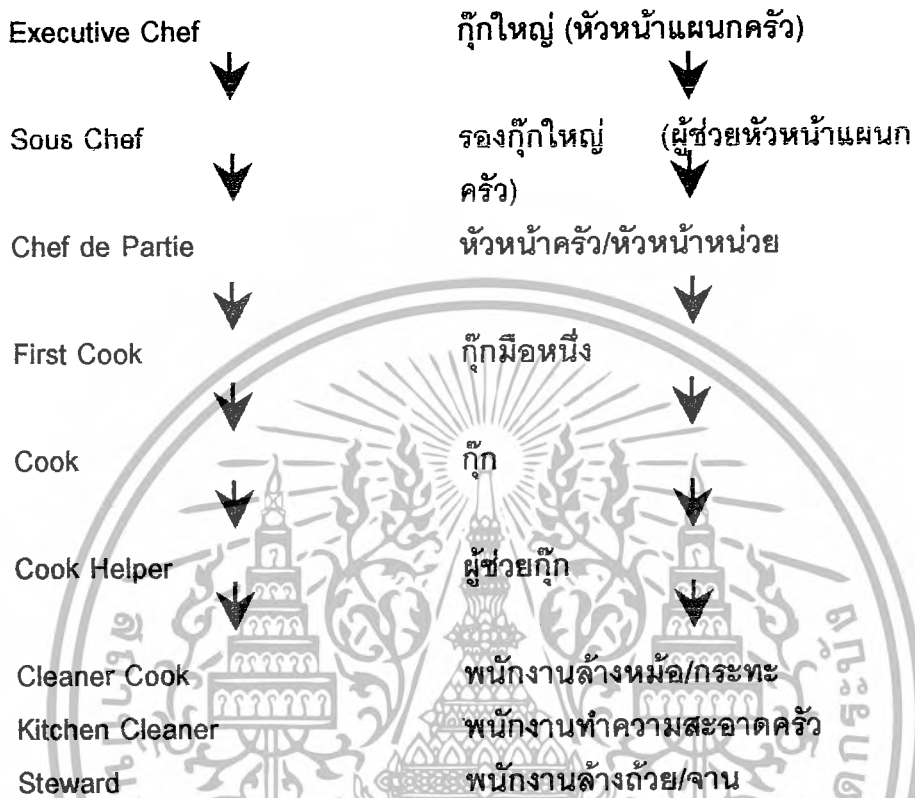 Executive Chef กุ๊กใหญ่ (หัวหน้าแผนกครัว)
Sous Chef รองกุ๊กใหญ่ (ผู้ช่วยหัวหน้าแผนก
ครัว)
Chef de Partie หัวหน้าครัว/หัวหน้าหน่วย
First Cook กุ๊กมือหนึ่ง
Cook กุ๊ก
Cook Helper ผู้ช่วยกุ๊ก
Cleaner Cook พนักงานล้างหม้อ/กระทะ
Kitchen Cleaner พนักงานทำความสะอาดครัว
Steward พนักงานล้างถ้วย/จาน